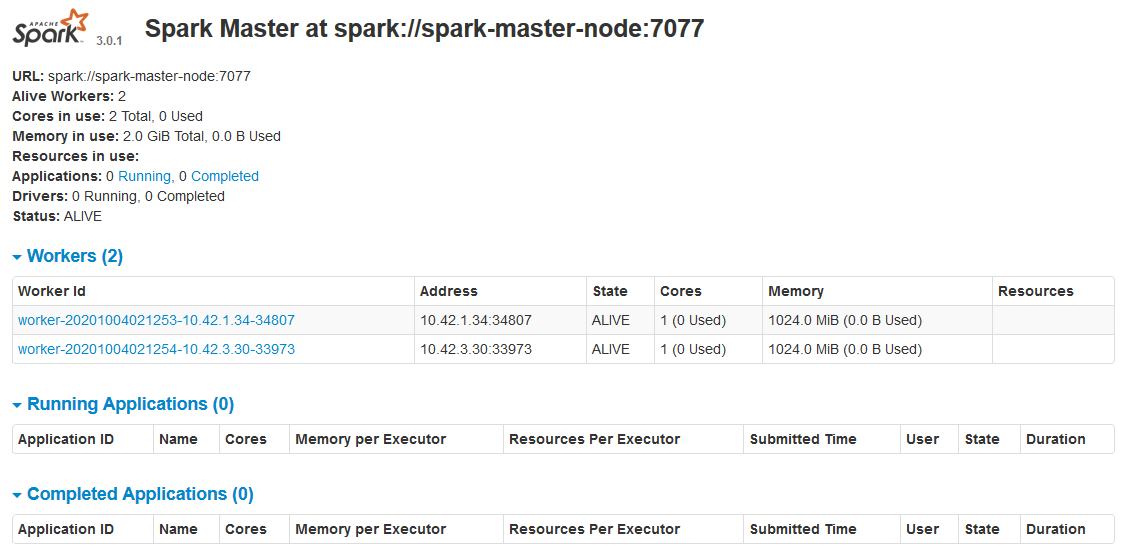 APACHE
Spark 3.0.1 Spark Master at spark://spark-master-node:7077
URL: spark://spark-master-node:7077
Alive Workers: 2
Cores in use: 2 Total, 0 Used
Memory in use: 2.0 GiB Total, 0.0 B Used
Resources in use:
Applications: 0 Running, 0 Completed
Drivers: 0 Running, 0 Completed
Status: ALIVE
Workers (2)
Worker Id Address State Cores Memory Resources
worker-20201004021253-10.42.1.34-34807 10.42.1.34:34807 ALIVE 1 (0 Used) 1024.0 MiB (0.0 B Used)
worker-20201004021254-10.42.3.30-33973 10.42.3.30:33973 ALIVE 1 (0 Used) 1024.0 MiB (0.0 B Used)
Running Applications (0)
Application ID Name Cores Memory per Executor Resources Per Executor Submitted Time User State Duration
Completed Applications (0)
Application ID Name Cores Memory per Executor Resources Per Executor Submitted Time User State Duration